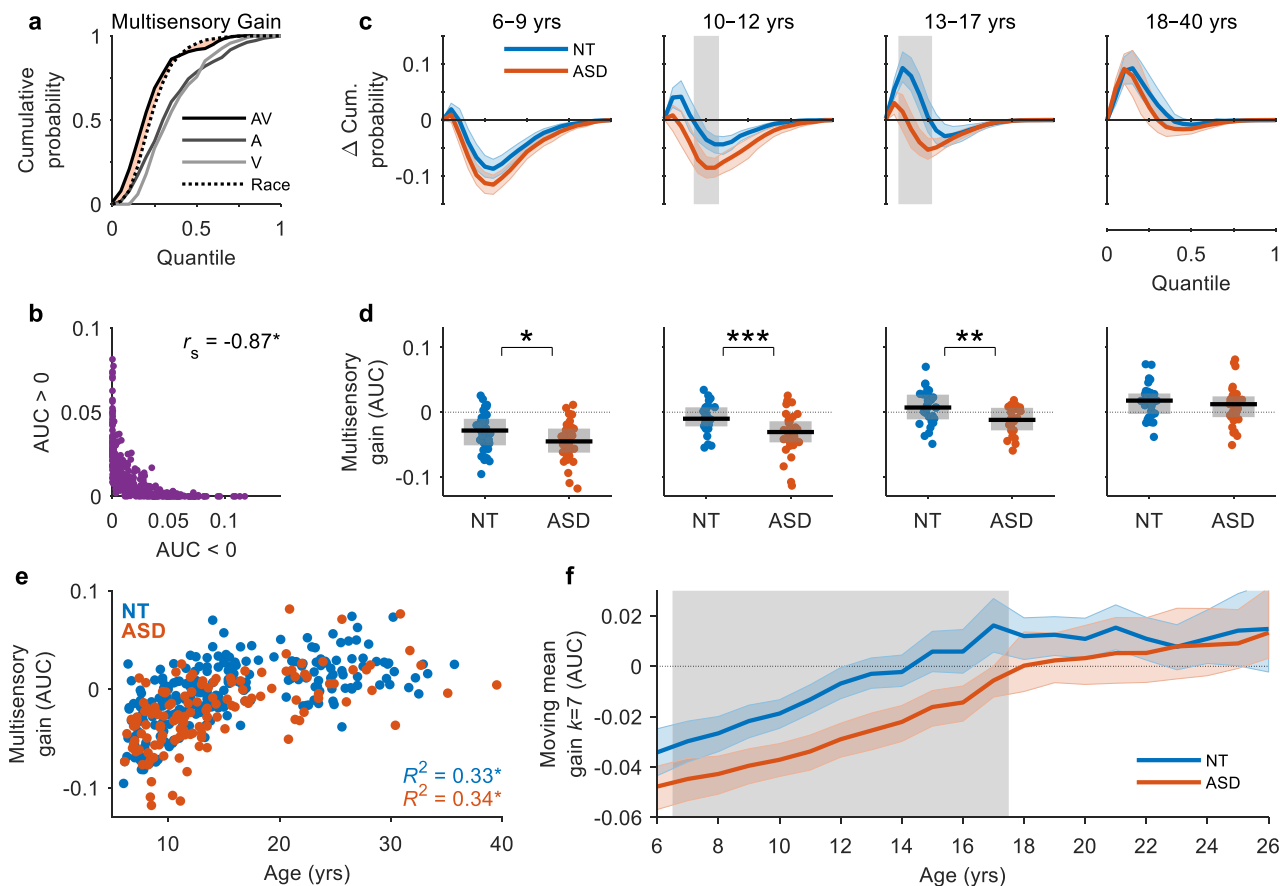 a
Multisensory Gain
1
0.5
0
Cumulative
probability
AV
A
V
Race
0
0.5
1
Quantile
b
0.1
0.05
0
AUC > 0
rs = -0.87*
0
0.05
0.1
AUC < 0
c
6–9 yrs
10–12 yrs
13–17 yrs
18–40 yrs
0.1
0
-0.1
Δ Cum.
probability
NT
ASD
0
0.5
1
Quantile
d
0.1
0
-0.1
Multisensory
gain (AUC)
*
***
**
NT ASD
NT ASD
NT ASD
NT ASD
e
0.1
0
-0.1
Multisensory
gain (AUC)
NT
ASD
R2 = 0.33*
R2 = 0.34*
10 20 30 40
Age (yrs)
f
0.02
0
-0.02
-0.04
-0.06
Moving mean
gain k=7 (AUC)
NT
ASD
6 8 10 12 14 16 18 20 22 24 26
Age (yrs)